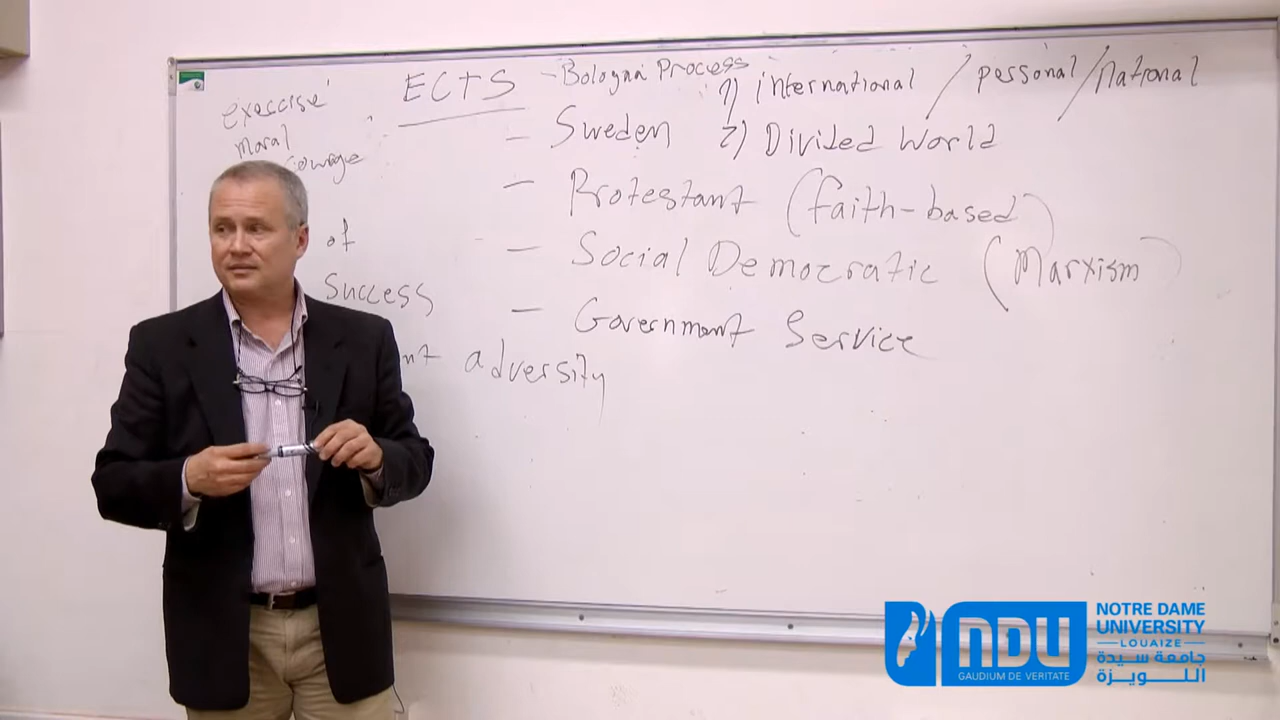 exercise
moral
courage
of
success
adversity
ECTS - Bologna Process
- Sweden
- Protestant (faith-based)
- Social Democratic (Marxism)
- Government Service
1) international / personal / national
2) Divided World
NDU
GAUDIUM DE VERITATE
NOTRE DAME
UNIVERSITY
LOUAIZE
جامعة سيدة
اللويزة